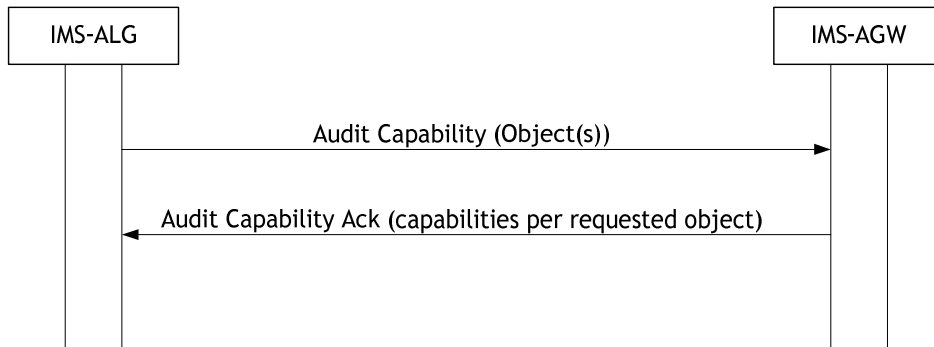 IMS-ALG
IMS-AGW
Audit Capability (Object(s))
Audit Capability Ack (capabilities per requested object)